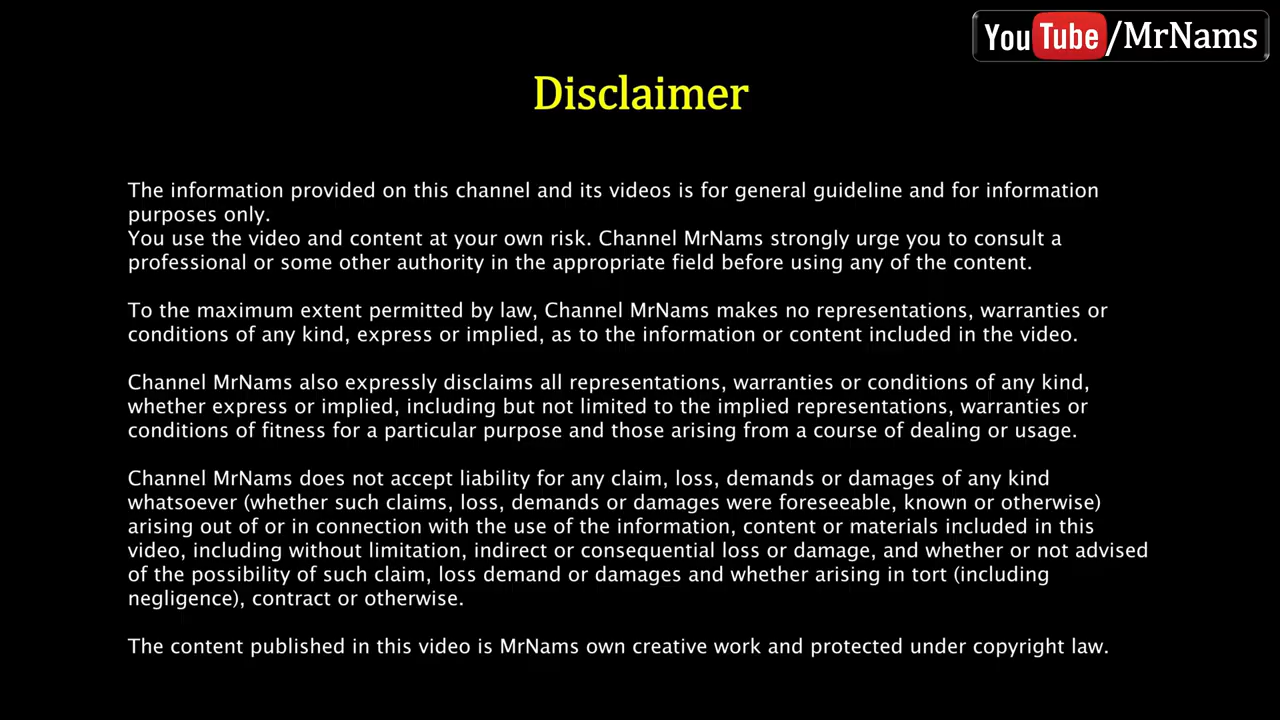 YouTube/MrNams
Disclaimer
The information provided on this channel and its videos is for general guideline and for information
purposes only.
You use the video and content at your own risk. Channel MrNams strongly urge you to consult a
professional or some other authority in the appropriate field before using any of the content.
To the maximum extent permitted by law, Channel MrNams makes no representations, warranties or
conditions of any kind, express or implied, as to the information or content included in the video.
Channel MrNams also expressly disclaims all representations, warranties or conditions of any kind,
whether express or implied, including but not limited to the implied representations, warranties or
conditions of fitness for a particular purpose and those arising from a course of dealing or usage.
Channel MrNams does not accept liability for any claim, loss, demands or damages of any kind
whatsoever (whether such claims, loss, demands or damages were foreseeable, known or otherwise)
arising out of or in connection with the use of the information, content or materials included in this
video, including without limitation, indirect or consequential loss or damage, and whether or not advised
of the possibility of such claim, loss demand or damages and whether arising in tort (including
negligence), contract or otherwise.
The content published in this video is MrNams own creative work and protected under copyright law.